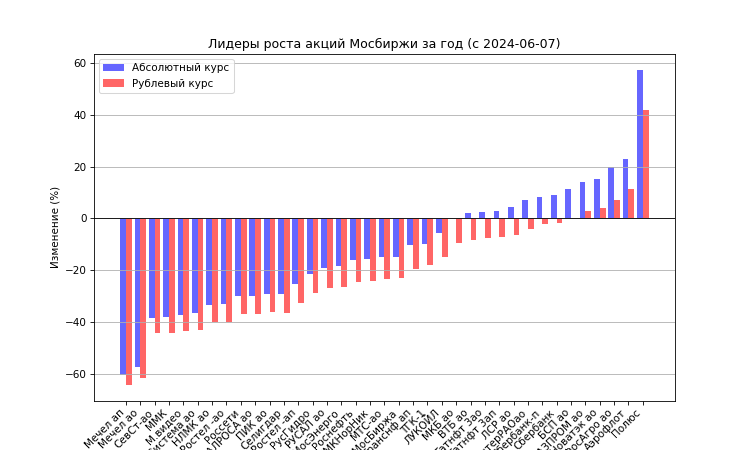 Лидеры роста акций Мосбиржи за год (с 2024-06-07)
Абсолютный курс
Рублевый курс
Изменение (%)
60
40
20
0
−20
−40
−60
Мечел ап
Мечел ао
СевСт-ао
ММК
М.видео
Система ао
НЛМК ао
Ростел -ао
Россети
АЛРОСА ао
ПИК ао
Селигдар
Ростел -ап
РусГидро
РУСАЛ ао
МосЭнерго
Роснефть
ГМКНорНик
МТС-ао
МосБиржа
Транснф ап
ТГК-1
ЛУКОЙЛ
МКБ ао
ВТБ ао
Татнфт 3ао
Татнфт 3ап
ЛСР ао
ИнтерРАОао
Сбербанк-п
Сбербанк
БСП ао
ГАЗПРОМ ао
Новатэк ао
ФосАгро ао
Аэрофлот
Полюс